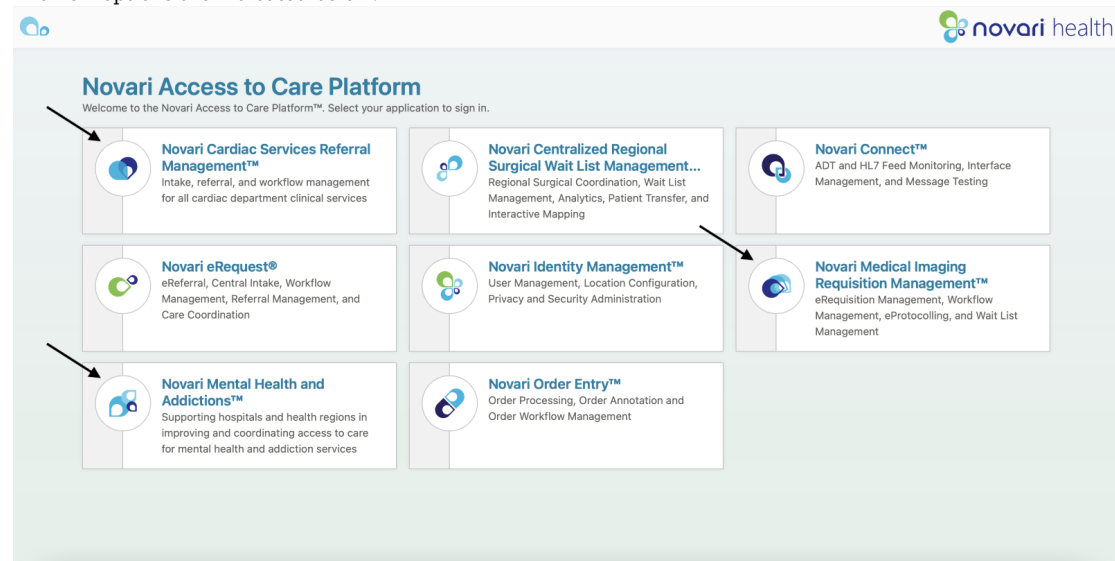 novari health
Novari Access to Care Platform
Welcome to the Novari Access to Care Platform™. Select your application to sign in.
Novari Cardiac Services Referral
Management™
Intake, referral, and workflow management
for all cardiac department clinical services
Novari Centralized Regional
Surgical Wait List Management...
Regional Surgical Coordination, Wait List
Management, Analytics, Patient Transfer, and
Interactive Mapping
Novari Connect™
ADT and HL7 Feed Monitoring, Interface
Management, and Message Testing
Novari eRequest®
eReferral, Central Intake, Workflow
Management, Referral Management, and
Care Coordination
Novari Identity Management™
User Management, Location Configuration,
Privacy and Security Administration
Novari Medical Imaging
Requisition Management™
eRequisition Management, Workflow
Management, eProtocolling, and Wait List
Management
Novari Mental Health and
Addictions™
Supporting hospitals and health regions in
improving and coordinating access to care
for mental health and addiction services
Novari Order Entry™
Order Processing, Order Annotation and
Order Workflow Management